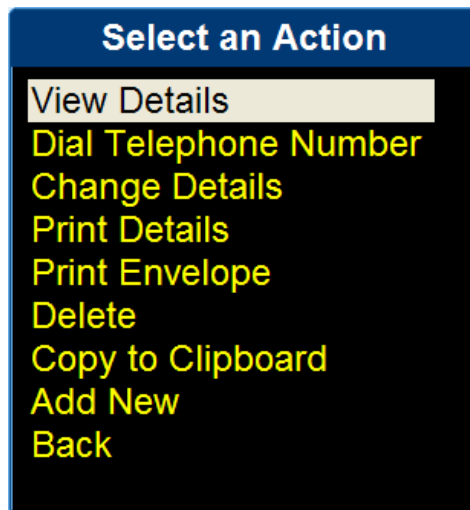 Select an Action
View Details
Dial Telephone Number
Change Details
Print Details
Print Envelope
Delete
Copy to Clipboard
Add New
Back